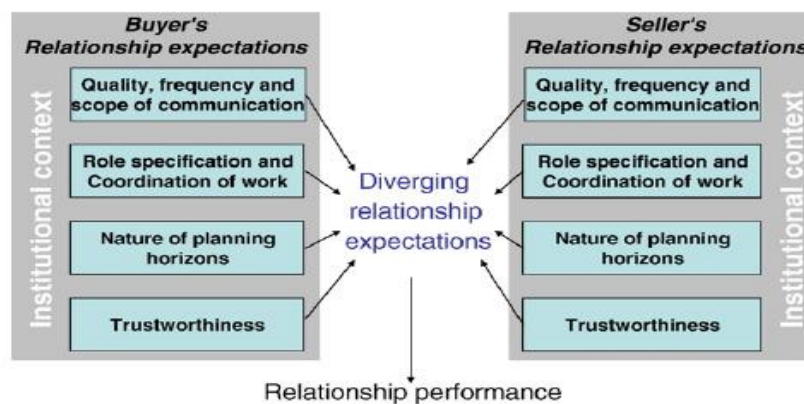 Buyer's
Relationship expectations
Institutional context
Quality, frequency and
scope of communication
Role specification and
Coordination of work
Nature of planning
horizons
Trustworthiness
Diverging
relationship
expectations
Seller's
Relationship expectations
Quality, frequency and
scope of communication
Role specification and
Coordination of work
Nature of planning
horizons
Trustworthiness
Institutional context
Relationship performance